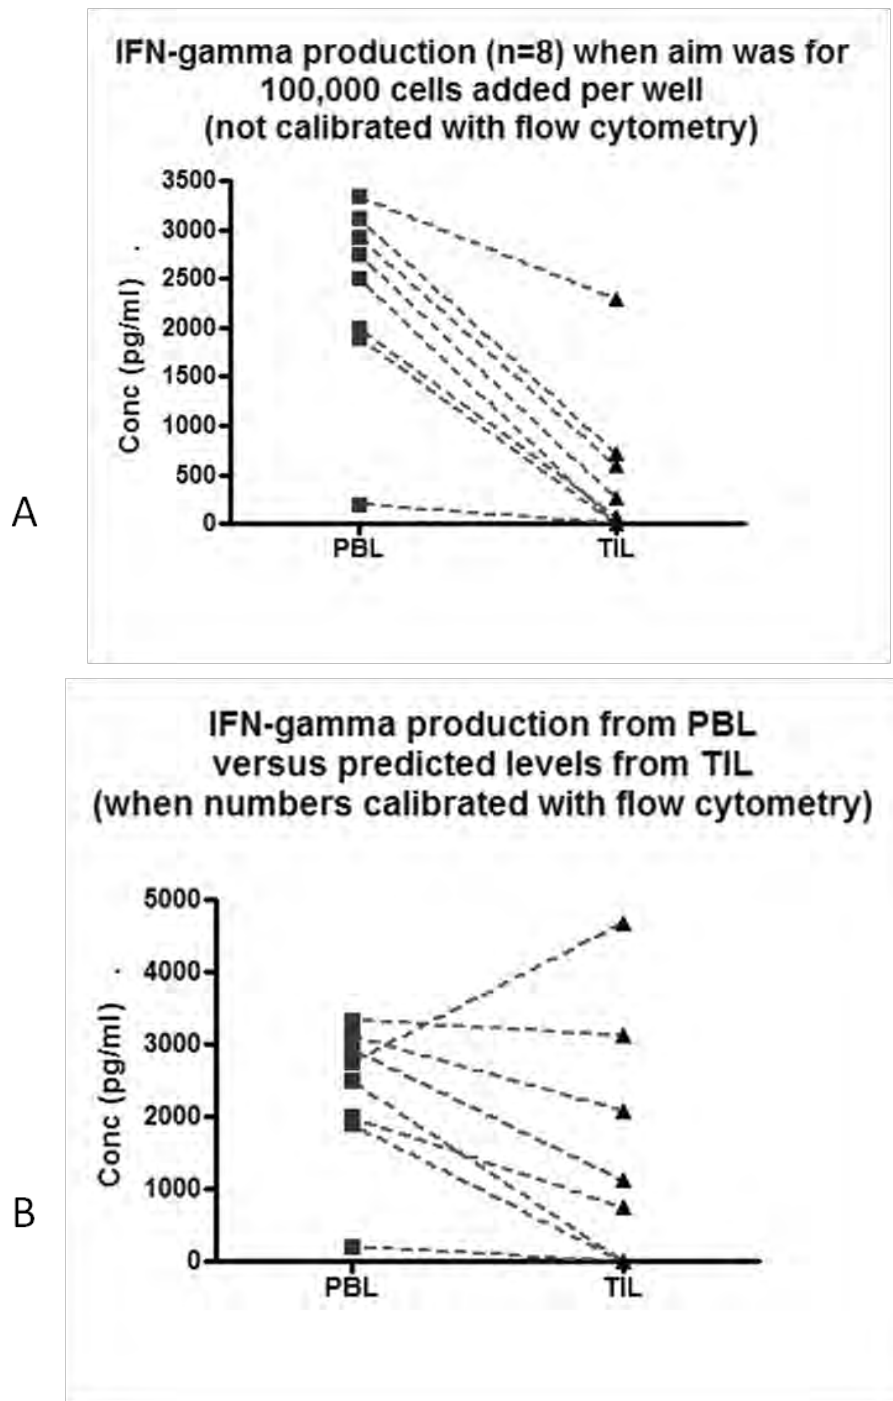 IFN-gamma production (n=8) when aim was for
100,000 cells added per well
(not calibrated with flow cytometry)
3500
3000
2500
2000
1500
1000
500
0
Conc (pg/ml)
PBL
TIL
A
IFN-gamma production from PBL
versus predicted levels from TIL
(when numbers calibrated with flow cytometry)
5000
4000
3000
2000
1000
0
Conc (pg/ml)
PBL
TIL
B